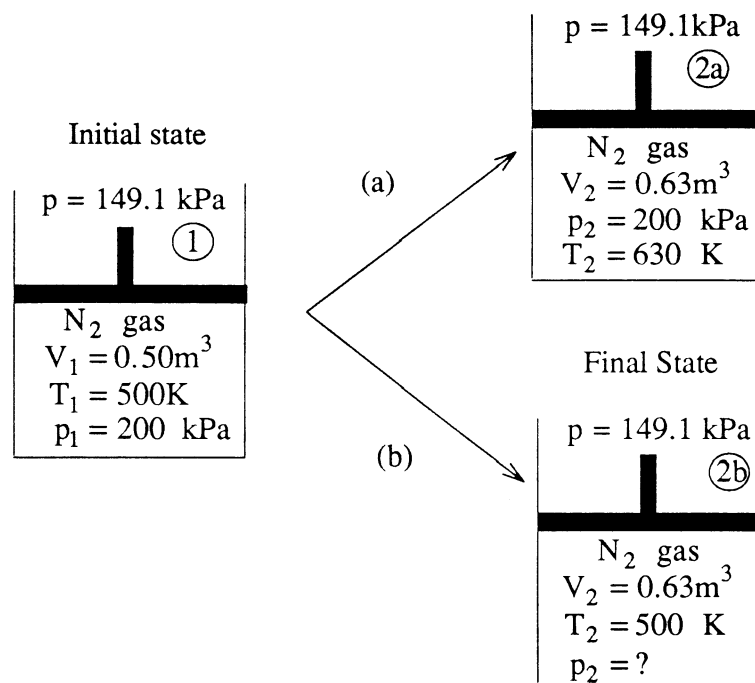 Initial state
p = 149.1 kPa
①
N₂ gas
V₁ = 0.50m³
T₁ = 500K
p₁ = 200 kPa
(a)
(b)
p = 149.1kPa
②a
N₂ gas
V₂ = 0.63m³
p₂ = 200 kPa
T₂ = 630 K
Final State
p = 149.1 kPa
②b
N₂ gas
V₂ = 0.63m³
T₂ = 500 K
p₂ = ?